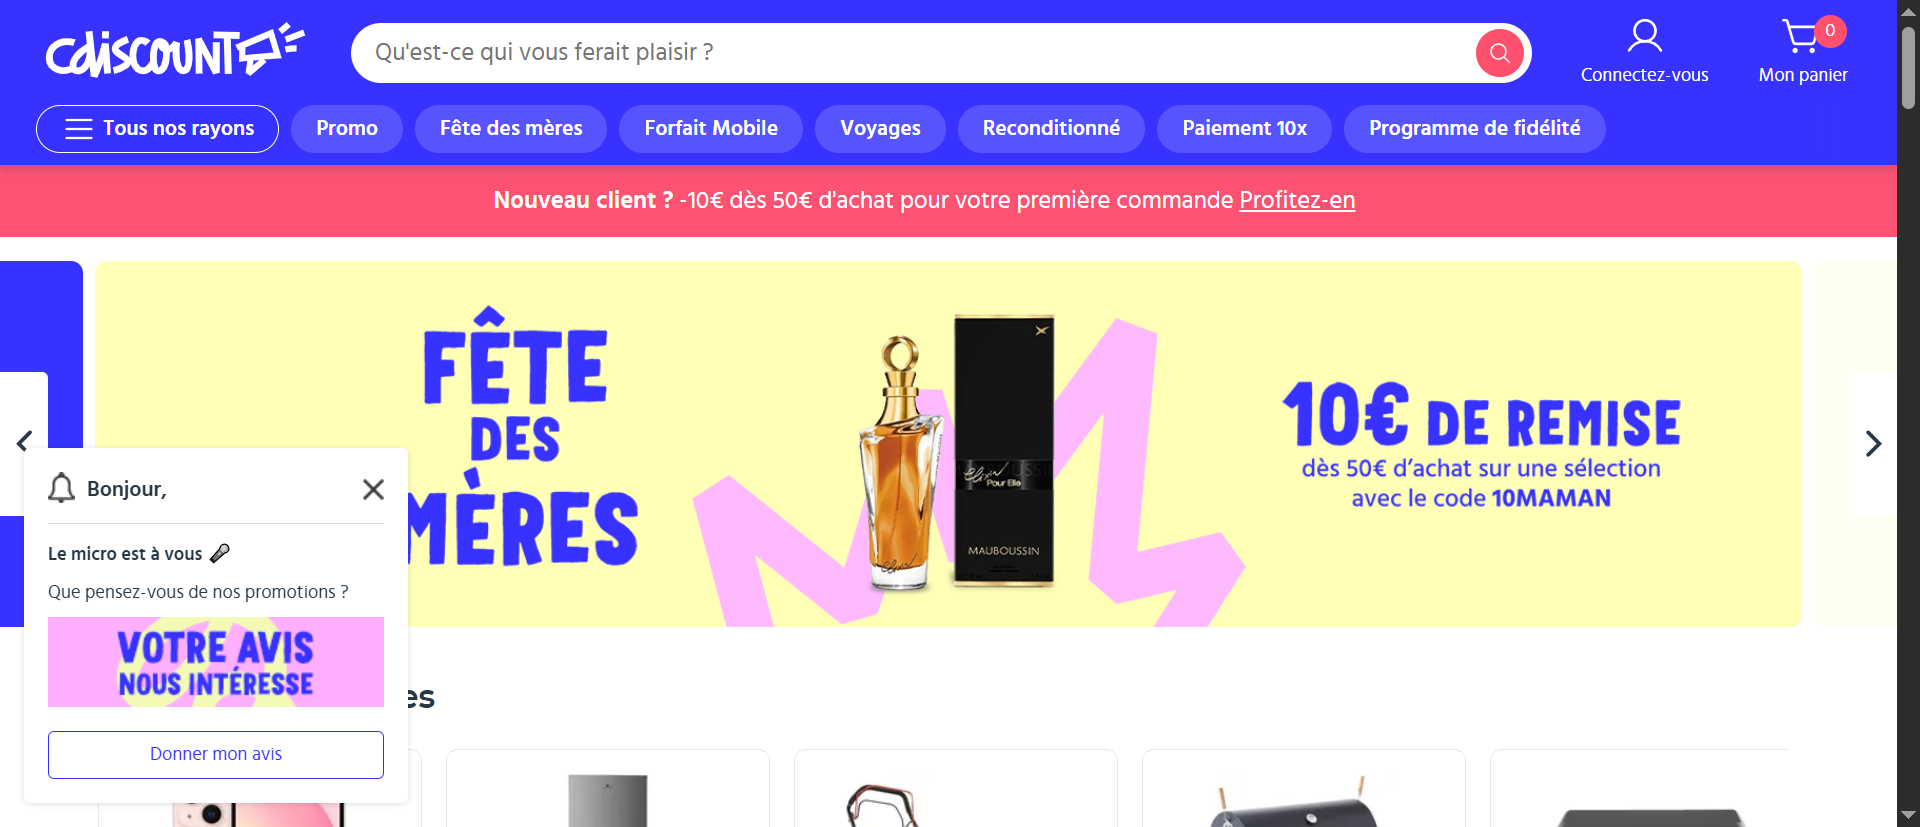 cdiscount
Qu'est-ce qui vous ferait plaisir ?
Connectez-vous
0
Mon panier
Tous nos rayons
Promo
Fête des mères
Forfait Mobile
Voyages
Reconditionné
Paiement 10x
Programme de fidélité
Nouveau client ? -10€ dès 50€ d'achat pour votre première commande Profitez-en
FÊTE
DES
MÈRES
Elixir
Pour Elle
MAUBOUSSIN
10€ DE REMISE
dès 50€ d’achat sur une sélection
avec le code 10MAMAN
Bonjour,
Le micro est à vous
Que pensez-vous de nos promotions ?
VOTRE AVIS
NOUS INTÉRESSE
Donner mon avis
es